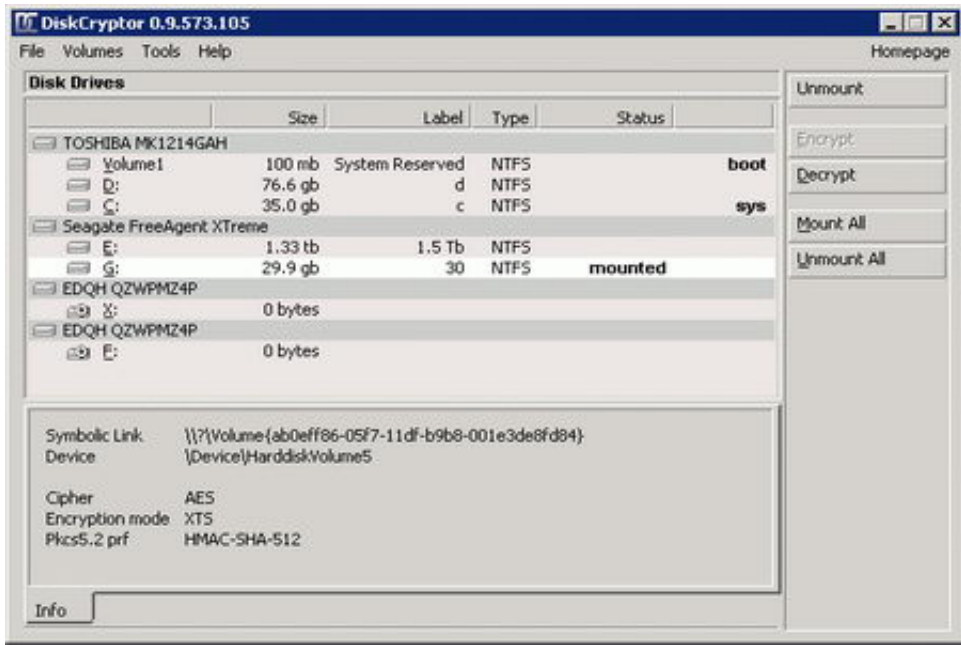 DiskCryptor 0.9.573.105
File Volumes Tools Help Homepage
Disk Drives
Size Label Type Status
TOSHIBA MK1214GAH
Volume1 100 mb System Reserved NTFS boot
D: 76.6 gb d NTFS
C: 35.0 gb c NTFS sys
Seagate FreeAgent XTreme
E: 1.33 tb 1.5 Tb NTFS
G: 29.9 gb 30 NTFS mounted
EDQH QZWPMZ4P
X: 0 bytes
EDQH QZWPMZ4P
F: 0 bytes
Unmount
Encrypt
Decrypt
Mount All
Unmount All
Symbolic Link \\?\Volume{ab0eff86-05f7-11df-b9b8-001e3de8fd84}
Device \Device\HarddiskVolume5
Cipher AES
Encryption mode XTS
Pkcs5.2 prf HMAC-SHA-512
Info